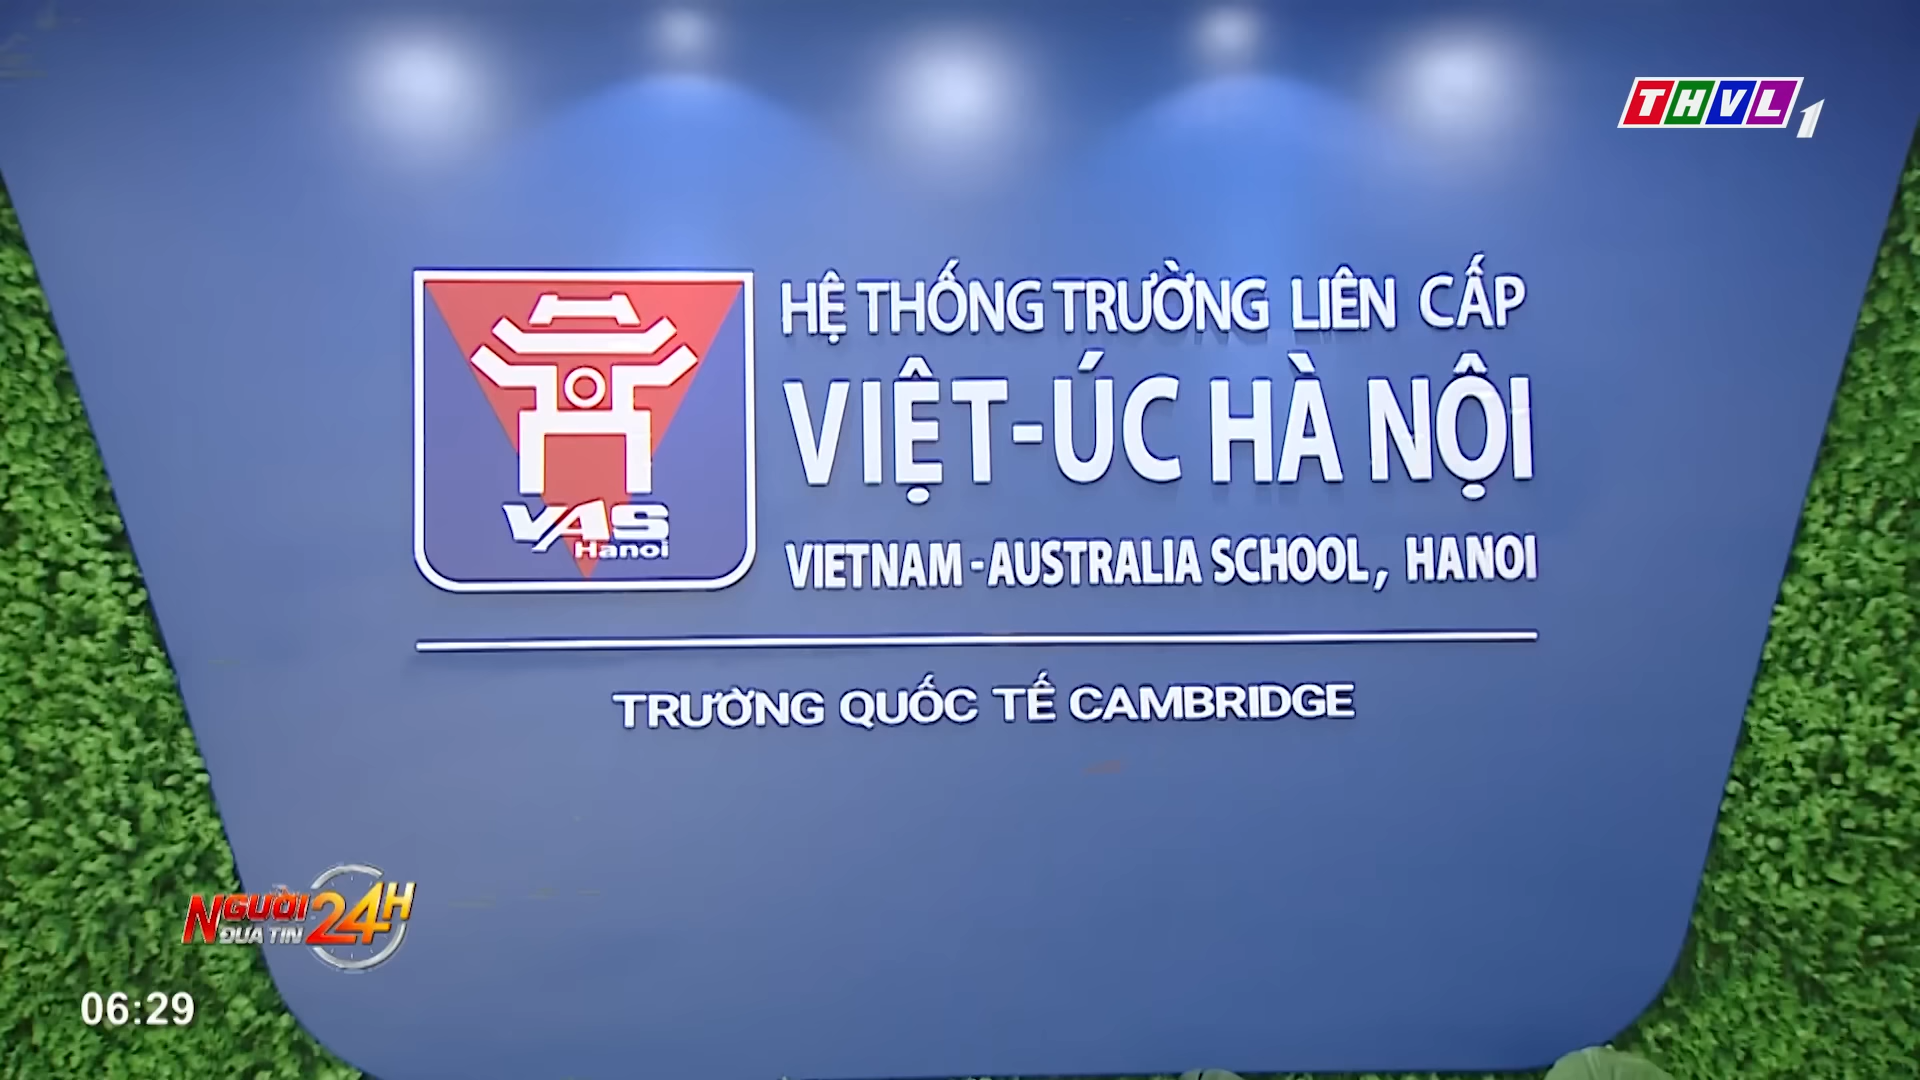 THVL1
HỆ THỐNG TRƯỜNG LIÊN CẤP
VIỆT-ÚC HÀ NỘI
VIETNAM-AUSTRALIA SCHOOL, HANOI
VAS
Hanoi
TRƯỜNG QUỐC TẾ CAMBRIDGE
NGƯỜI ĐƯA TIN 24H
06:29